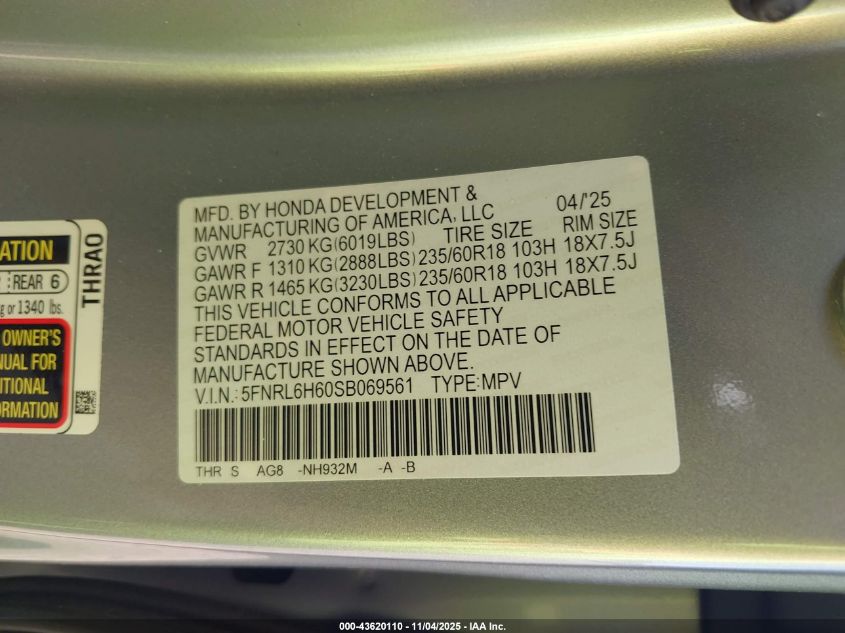 MFD. BY HONDA DEVELOPMENT &
MANUFACTURING OF AMERICA, LLC 04/'25
GVWR 2730 KG(6019LBS) TIRE SIZE RIM SIZE
GAWR F 1310 KG(2888LBS) 235/60R18 103H 18X7.5J
GAWR R 1465 KG(3230LBS) 235/60R18 103H 18X7.5J
THIS VEHICLE CONFORMS TO ALL APPLICABLE
FEDERAL MOTOR VEHICLE SAFETY
STANDARDS IN EFFECT ON THE DATE OF
MANUFACTURE SHOWN ABOVE.
V.I.N.: 5FNRL6H60SB069561 TYPE:MPV
THR S AG8 -NH932M -A -B
ATION
REAR 6
g or 1340 lbs.
OWNER'S
NUAL FOR
ITIONAL
FORMATION
THRA0
000-43620110 - 11/04/2025 - IAA Inc.